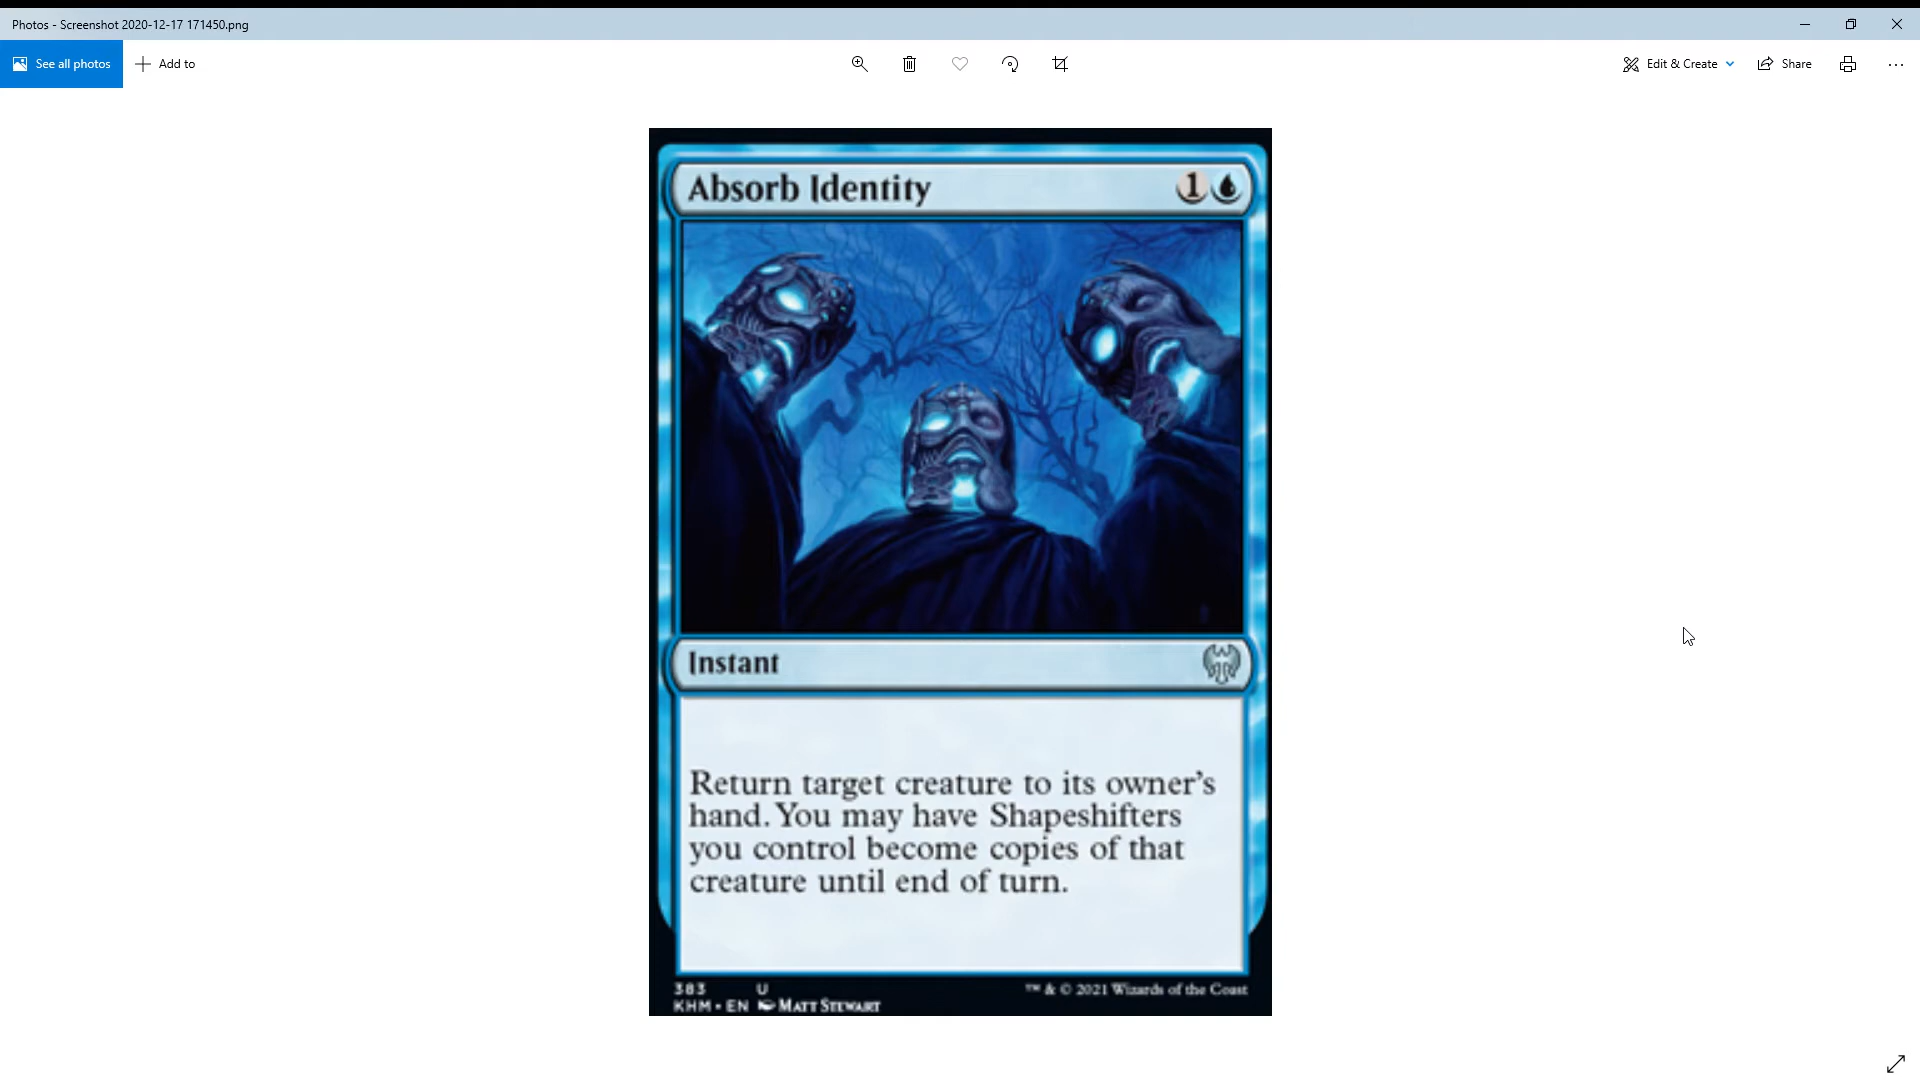 Photos - Screenshot 2020-12-17 171450.png
See all photos
Add to
Edit & Create
Share
Absorb Identity
1
Instant
Return target creature to its owner's
hand. You may have Shapeshifters
you control become copies of that
creature until end of turn.
383 U
™ & © 2021 Wizards of the Coast
KHM • EN Matt Stewart